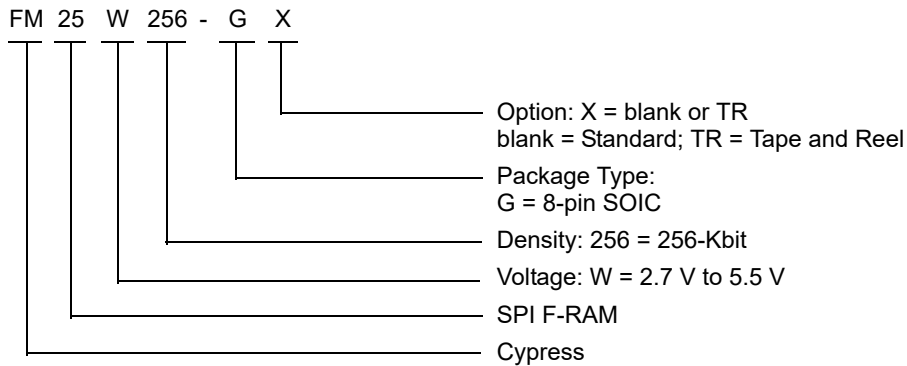 FM 25 W 256 - G X
Option: X = blank or TR
blank = Standard; TR = Tape and Reel
Package Type:
G = 8-pin SOIC
Density: 256 = 256-Kbit
Voltage: W = 2.7 V to 5.5 V
SPI F-RAM
Cypress